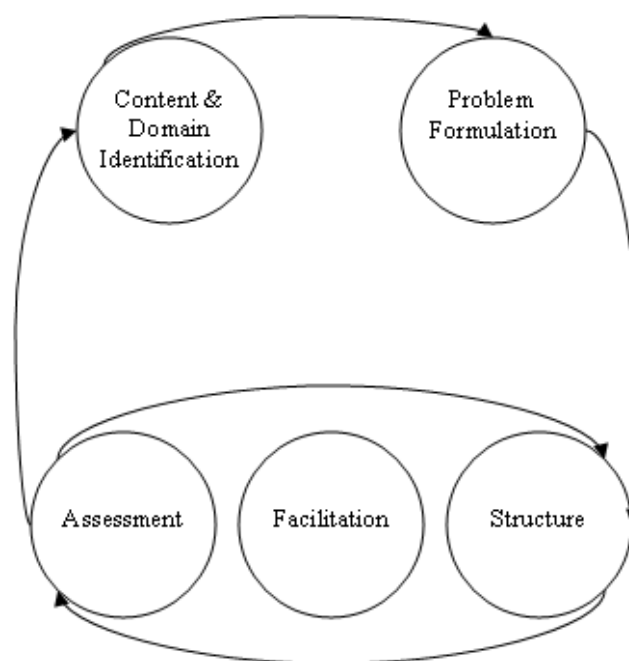 Content &
Domain
Identification
Problem
Formulation
Assessment
Facilitation
Structure